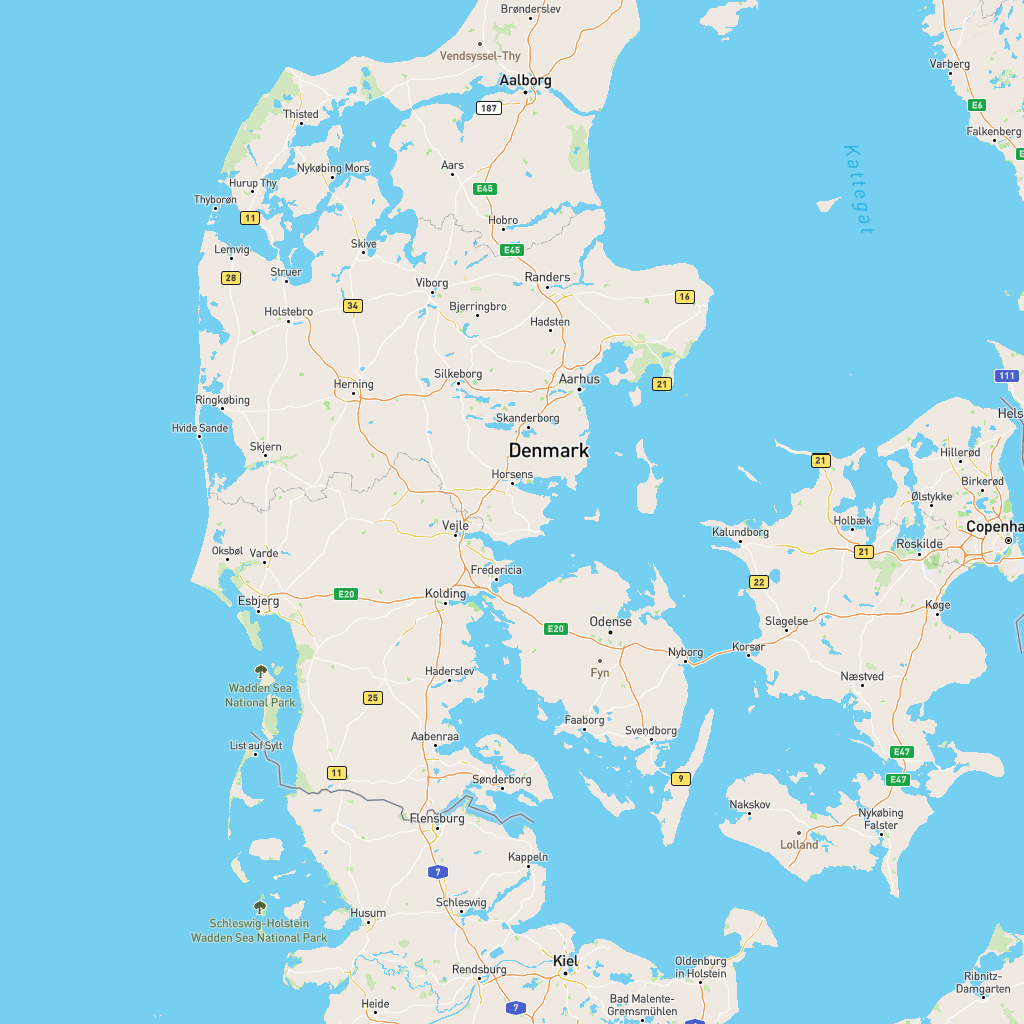 Brønderslev
Vendsyssel-Thy
Aalborg
187
Varberg
E6
Falkenberg
E
Thisted
Kattegat
Aars
Nykøbing Mors
Hurup Thy
E45
Thyborøn
11
Hobro
Skive
E45
Lemvig
28
Struer
Viborg
Randers
16
34
Bjerringbro
Holstebro
Hadsten
Silkeborg
Aarhus
21
111
Herning
Ringkøbing
Skanderborg
Hels
Hvide Sande
Skjern
Denmark
21
Hillerød
Horsens
Birkerød
Ølstykke
Vejle
Kalundborg
Holbæk
Copenha
Roskilde
21
Oksbøl
Varde
Fredericia
22
Esbjerg
E20
Kolding
Køge
E20
Odense
Slagelse
Nyborg
Korsør
Fyn
Haderslev
Næstved
Wadden Sea
National Park
25
Faaborg
Svendborg
List auf Sylt
Aabenraa
E47
11
Sønderborg
9
E47
Nakskov
Nykøbing
Falster
Flensburg
Lolland
Kappeln
7
Schleswig
Husum
Schleswig-Holstein
Wadden Sea National Park
Kiel
Oldenburg
in Holstein
Rendsburg
Ribnitz-
Damgarten
Heide
7
Bad Malente-
Gremsmühlen